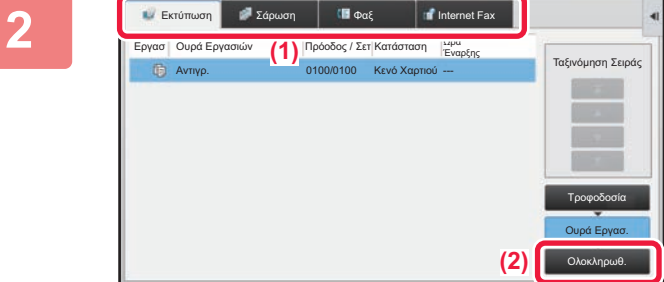 2
Εκτύπωση Σάρωση Φαξ Internet Fax
Εργασ Ουρά Εργασιών Πρόοδος / Σετ Κατάσταση Έναρξης
(1)
Αντιγρ. 0100/0100 Κενό Χαρτιού ---
Ταξινόμηση Σειράς
Τροφοδοσία
Ουρά Εργασ.
(2) Ολοκληρωθ.